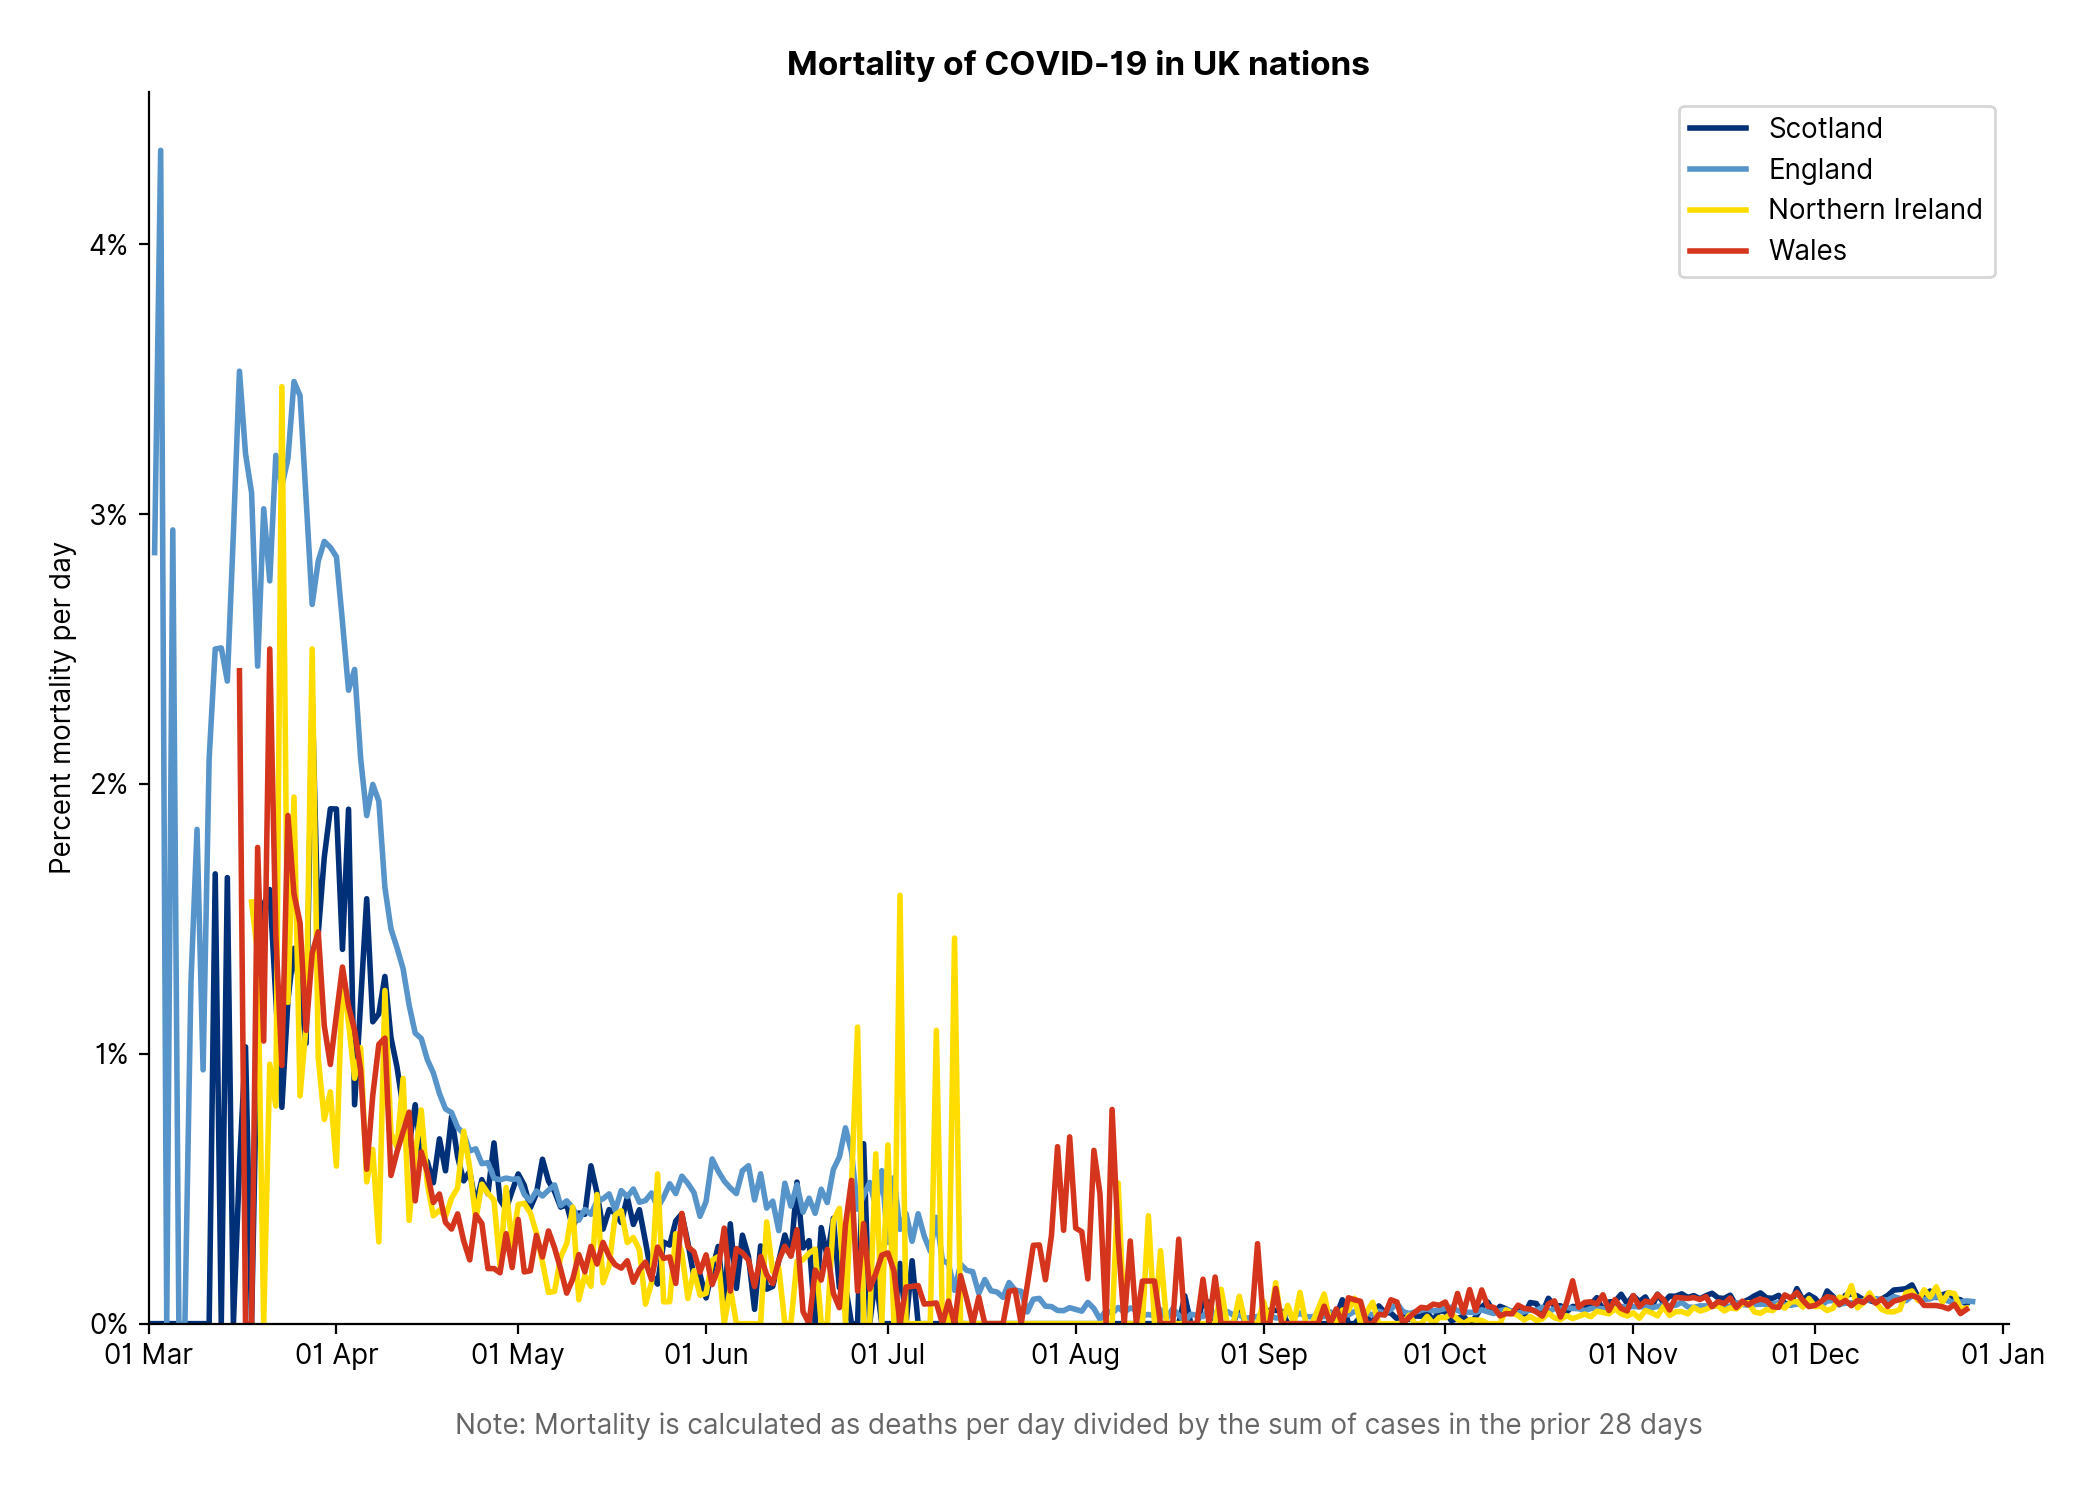 Mortality of COVID-19 in UK nations
Scotland
England
Northern Ireland
Wales
Percent mortality per day
4%
3%
2%
1%
0%
01 Mar
01 Apr
01 May
01 Jun
01 Jul
01 Aug
01 Sep
01 Oct
01 Nov
01 Dec
01 Jan
Note: Mortality is calculated as deaths per day divided by the sum of cases in the prior 28 days